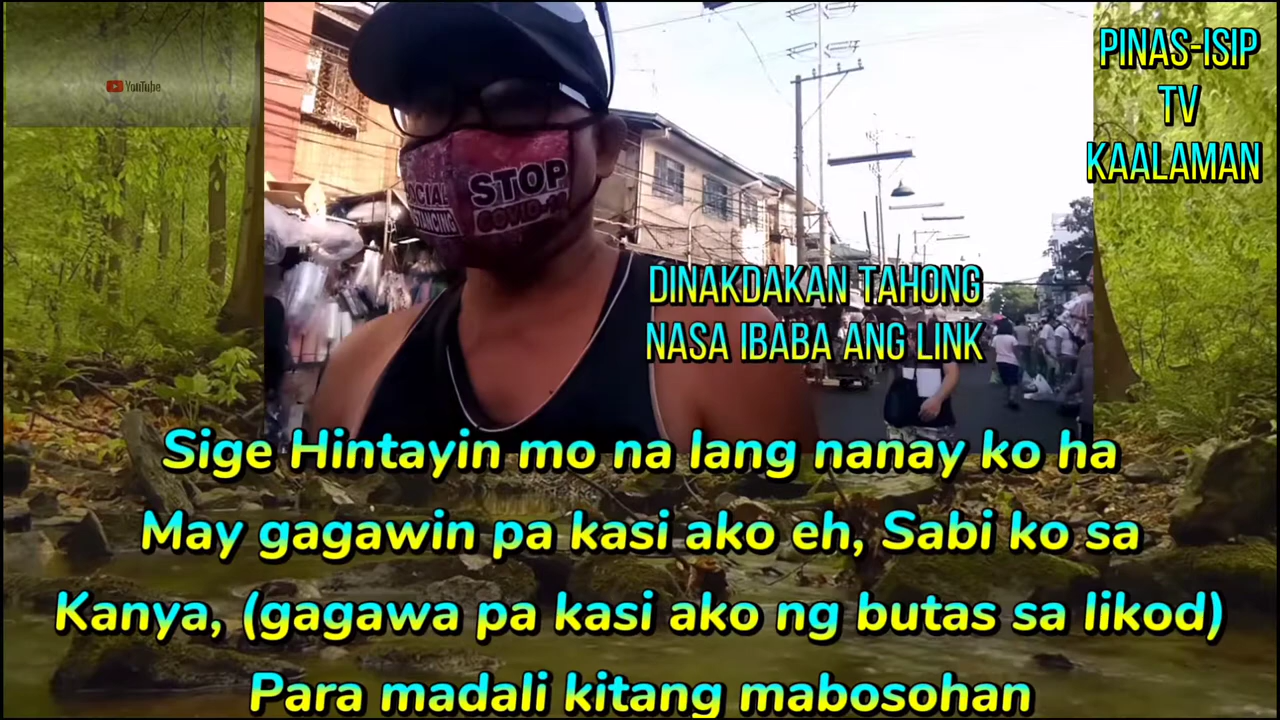 YouTube
PINAS-ISIP
TV
KAALAMAN
STOP
COVID-19
DINAKDAKAN TAHONG
NASA IBABA ANG LINK
Sige Hintayin mo na lang nanay ko ha
May gagawin pa kasi ako eh, Sabi ko sa
Kanya, (gagawa pa kasi ako ng butas sa likod)
Para madali kitang mabosohan